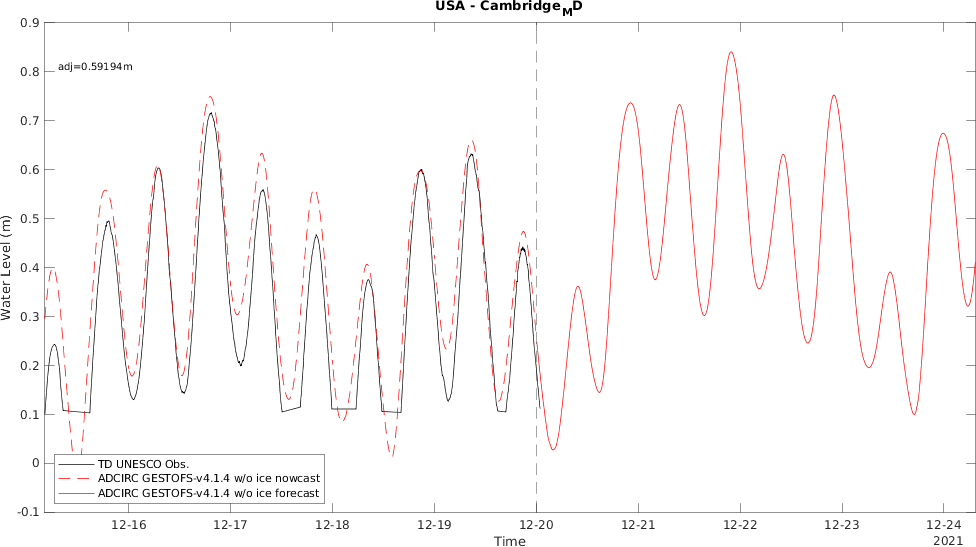 USA - Cambridge_MD
0.9
0.8
0.7
0.6
0.5
0.4
0.3
0.2
0.1
0
-0.1
Water Level (m)
adj=0.59194m
TD UNESCO Obs.
ADCIRC GESTOFS-v4.1.4 w/o ice nowcast
ADCIRC GESTOFS-v4.1.4 w/o ice forecast
12-16 12-17 12-18 12-19 12-20 12-21 12-22 12-23 12-24
Time 2021